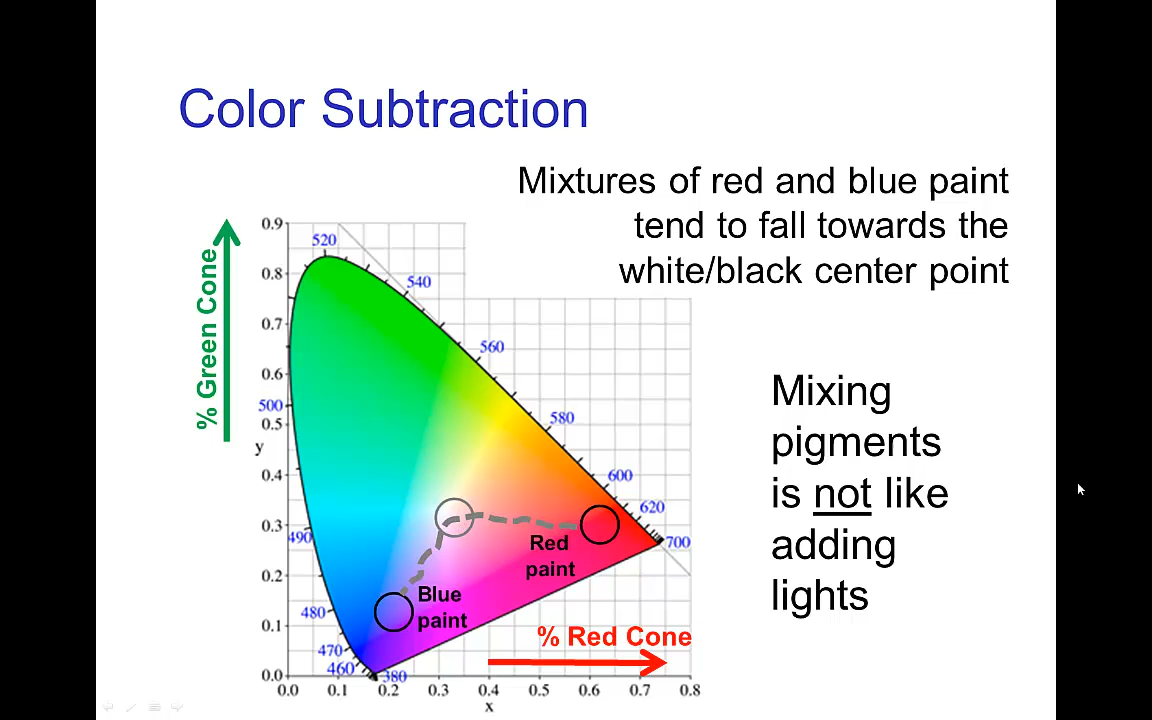 Color Subtraction
Mixtures of red and blue paint
tend to fall towards the
white/black center point
% Green Cone
0.9
0.8
0.7
0.6
0.5
0.4
0.3
0.2
0.1
0.0
y
520
540
560
580
600
620
700
500
490
480
470
460
380
Red
paint
Blue
paint
% Red Cone
0.0 0.1 0.2 0.3 0.4 0.5 0.6 0.7 0.8
x
Mixing
pigments
is not like
adding
lights